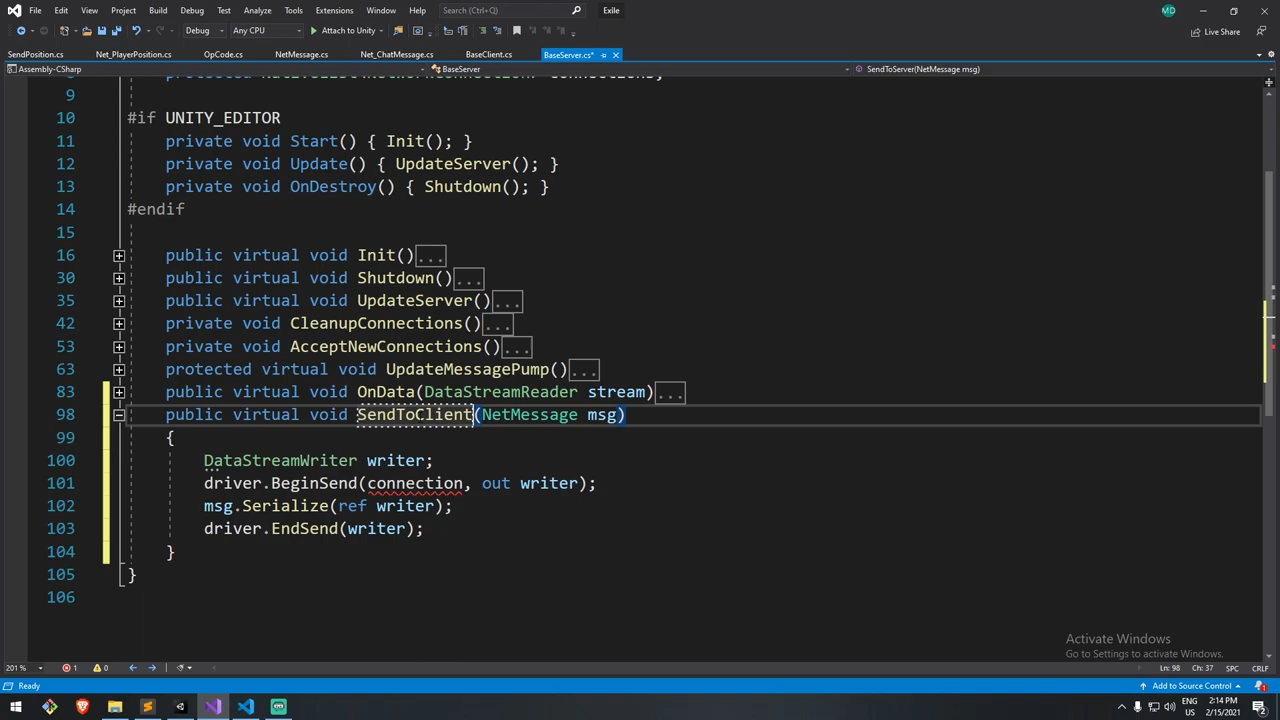 File Edit View Project Build Debug Test Analyze Tools Extensions Window Help Search (Ctrl+Q) Exile MD
Debug Any CPU Attach to Unity Live Share
SendPosition.cs Net_PlayerPosition.cs OpCode.cs NetMessage.cs Net_ChatMessage.cs BaseClient.cs BaseServer.cs*
Assembly-CSharp BaseServer SendToServer(NetMessage msg)
9
10 #if UNITY_EDITOR
11 private void Start() { Init(); }
12 private void Update() { UpdateServer(); }
13 private void OnDestroy() { Shutdown(); }
14 #endif
15
16 public virtual void Init()...
30 public virtual void Shutdown()...
35 public virtual void UpdateServer()...
42 private void CleanupConnections()...
53 private void AcceptNewConnections()...
63 protected virtual void UpdateMessagePump()...
83 public virtual void OnData(DataStreamReader stream)...
98 public virtual void SendToClient(NetMessage msg)
99 {
100 DataStreamWriter writer;
101 driver.BeginSend(connection, out writer);
102 msg.Serialize(ref writer);
103 driver.EndSend(writer);
104 }
105 }
106
Activate Windows
Go to Settings to activate Windows.
201 % 1 0 Ln: 98 Ch: 37 SPC CRLF
Ready Add to Source Control 1
ENG
US
2:14 PM
2/15/2021
2